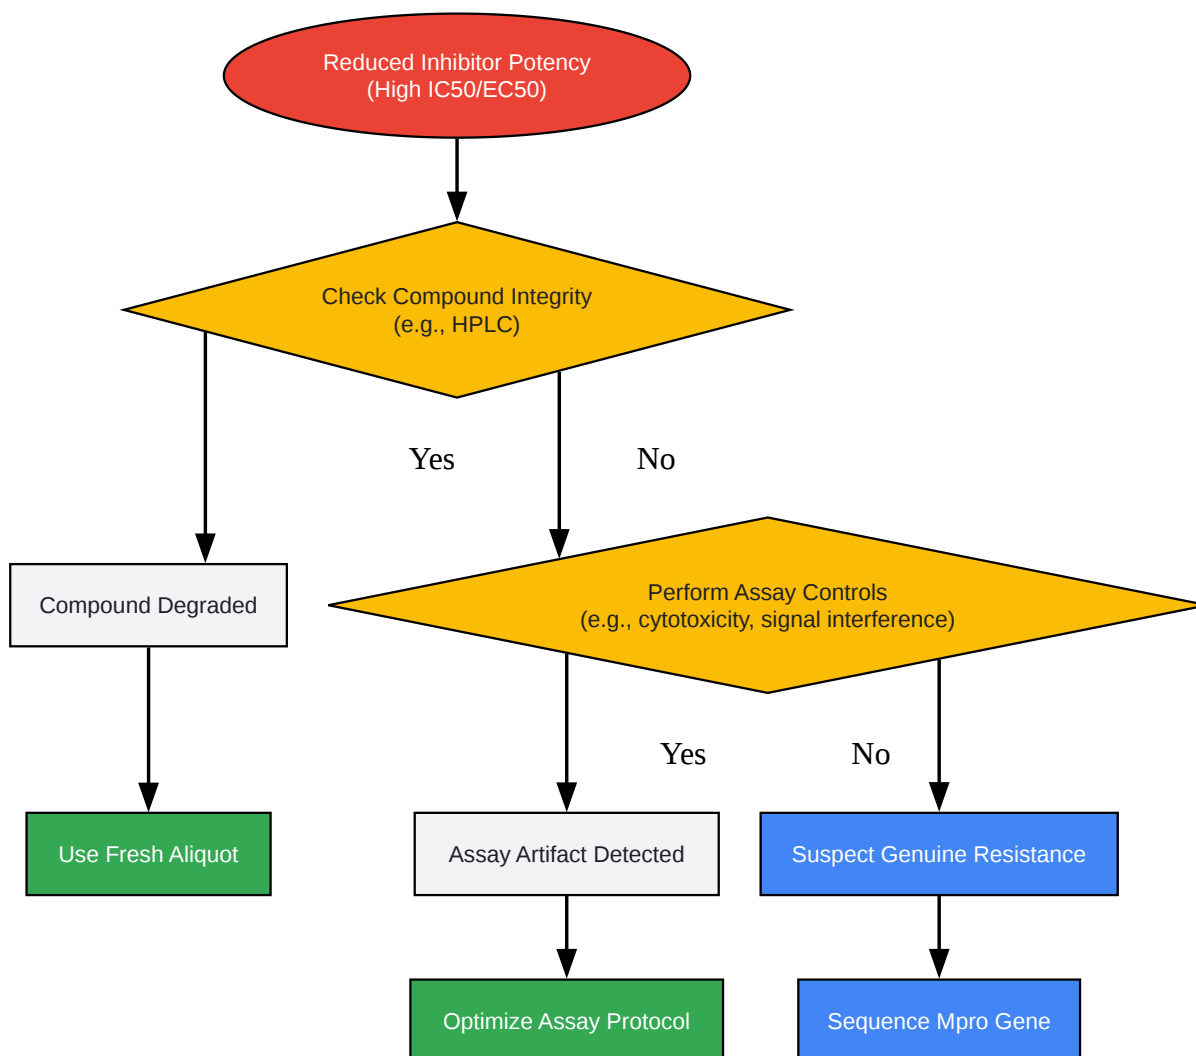 Reduced Inhibitor Potency
(High IC50/EC50)
Check Compound Integrity
(e.g., HPLC)
Yes
No
Compound Degraded
Perform Assay Controls
(e.g., cytotoxicity, signal interference)
Yes
No
Use Fresh Aliquot
Assay Artifact Detected
Suspect Genuine Resistance
Optimize Assay Protocol
Sequence Mpro Gene